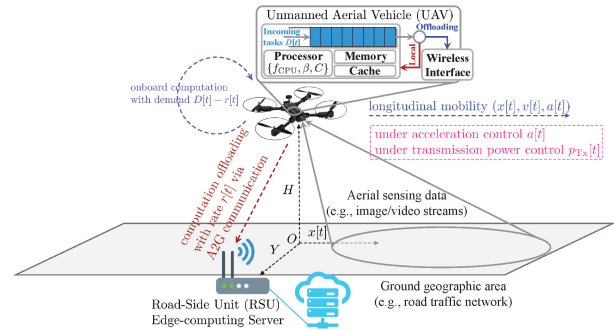 Unmanned Aerial Vehicle (UAV)
Offloading
Incoming
tasks D[t]
Local
Processor
{f_CPU, β, C}
Memory
Cache
Wireless
Interface
onboard computation
with demand D[t] − r[t]
longitudinal mobility (x[t], v[t], a[t])
under acceleration control a[t]
under transmission power control p_Tx[t]
computation offloading
with rate r[t] via
A2G communication
H
Aerial sensing data
(e.g., image/video streams)
x[t]
O
Y
Road-Side Unit (RSU)
Edge-computing Server
Ground geographic area
(e.g., road traffic network)